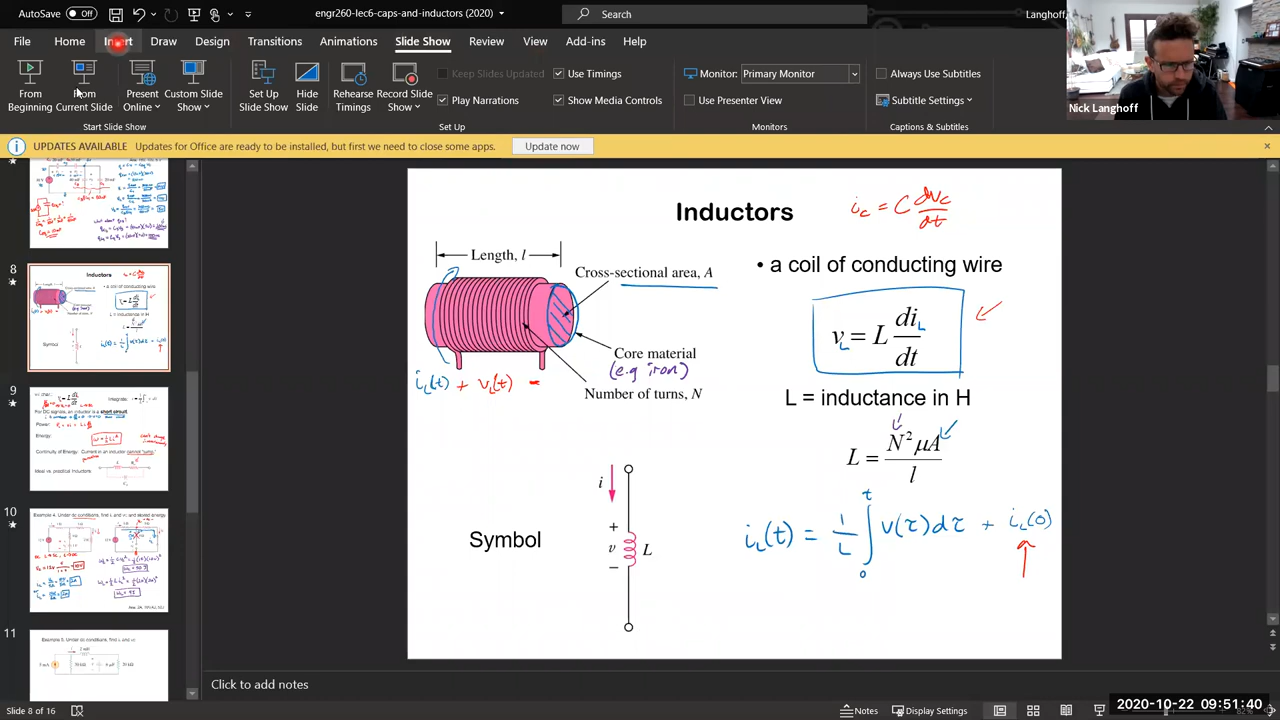 AutoSave Off
engr260-lec6-caps-and-inductors (2020)
Search
Langhoff,
File Home Insert Draw Design Transitions Animations Slide Show Review View Add-ins Help
From Beginning
From Current Slide
Present Online
Custom Slide Show
Set Up Slide Show
Hide Slide
Rehearse Timings
Record Slide Show
Keep Slides Updated
Play Narrations
Use Timings
Show Media Controls
Monitor: Primary Monitor
Use Presenter View
Always Use Subtitles
Subtitle Settings
Start Slide Show
Set Up
Monitors
Captions & Subtitles
Nick Langhoff
UPDATES AVAILABLE Updates for Office are ready to be installed, but first we need to close some apps.
Update now
8
9
10
11
Inductors
i_c = C dv_c/dt
Length, l
Cross-sectional area, A
Core material
(e.g iron)
Number of turns, N
i_L(t) + v_L(t) -
• a coil of conducting wire
v_L = L di_L/dt
L = inductance in H
L = N²μA/l
i_L(t) = 1/L ∫₀ᵗ v(τ)dτ + i_L(0)
Symbol
i
+
v
−
L
Click to add notes
Slide 8 of 16
Notes
Display Settings
2020-10-22 09:51:40